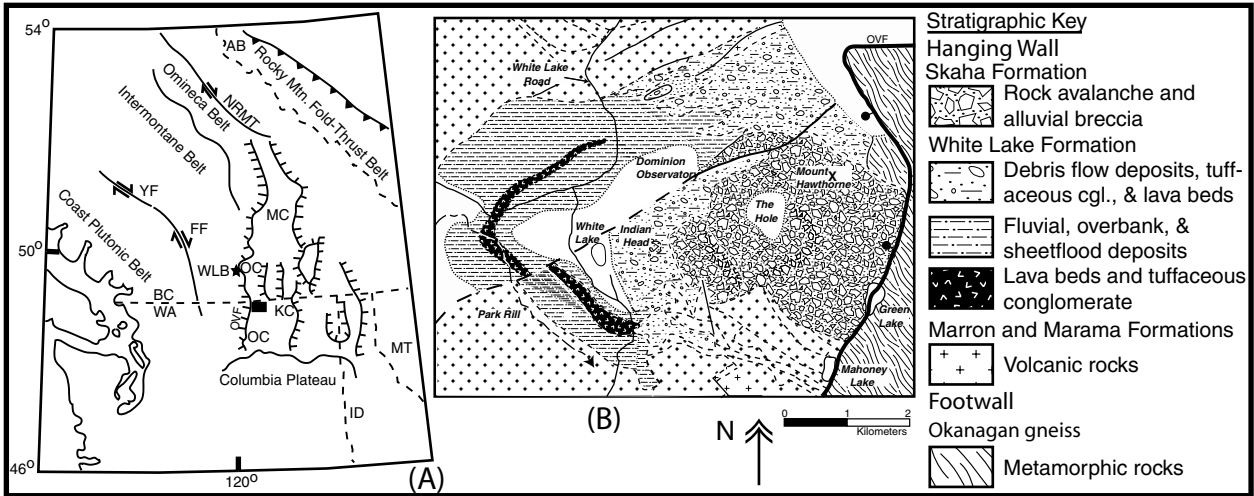 54°
AB
Rocky Mtn. Fold-Thrust Belt
Omineca Belt
NRMT
Intermontane Belt
YF
Coast Plutonic Belt
FF
MC
50°
WLB
OC
BC
WA
OVF
KC
OC
MT
Columbia Plateau
ID
46°
120°
(A)
(B)
OVF
White Lake
Road
Dominion
Observatory
Mount
Hawthorne
X
The
Hole
White
Lake
Indian
Head
Park Rill
Green
Lake
Mahoney
Lake
N
0 1 2
Kilometers
Stratigraphic Key
Hanging Wall
Skaha Formation
Rock avalanche and
alluvial breccia
White Lake Formation
Debris flow deposits, tuff-
aceous cgl., & lava beds
Fluvial, overbank, &
sheetflood deposits
Lava beds and tuffaceous
conglomerate
Marron and Marama Formations
Volcanic rocks
Footwall
Okanagan gneiss
Metamorphic rocks